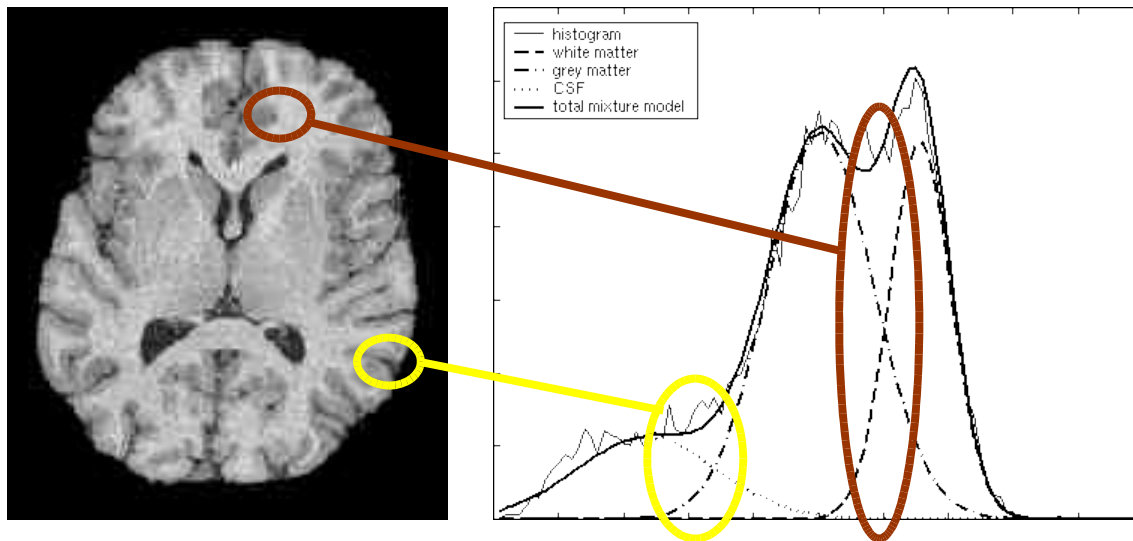 histogram
white matter
grey matter
CSF
total mixture model